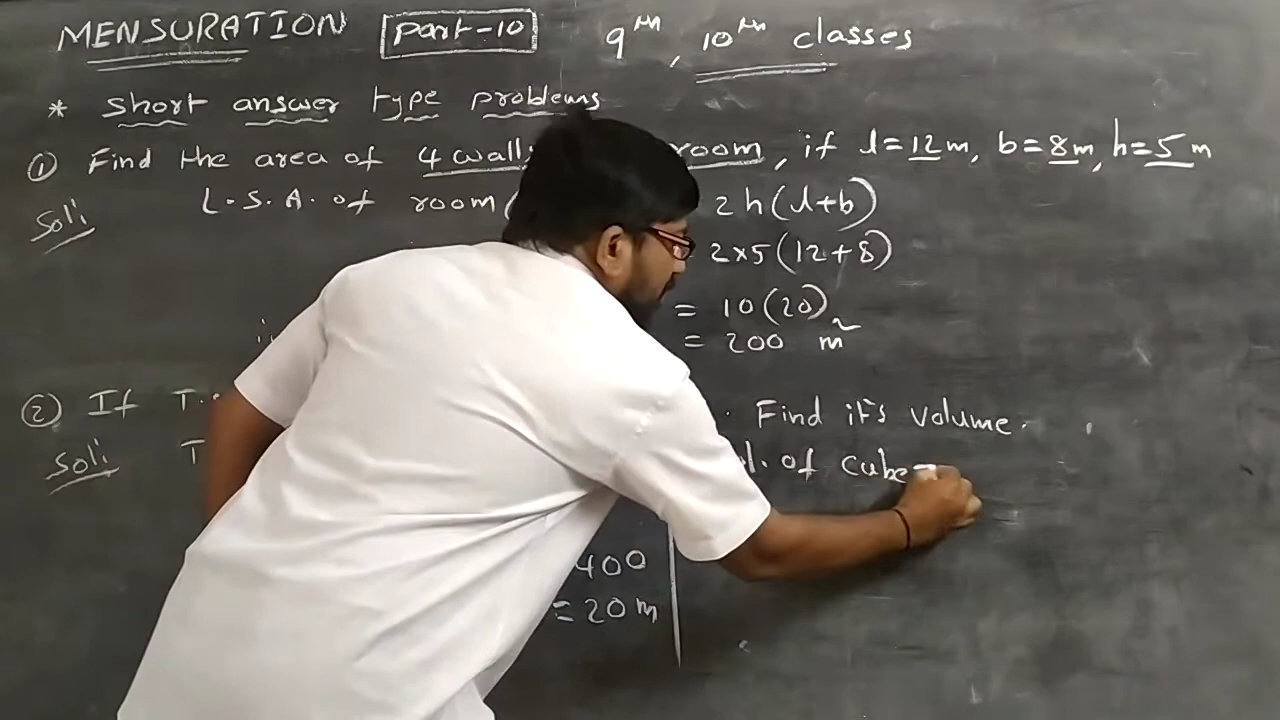 MENSURATION Part-10 9th, 10th classes
* Short answer type problems
① Find the area of 4 walls room, if l=12m, b=8m, h=5m
Sol: L.S.A. of room( 2h(l+b)
2×5(12+8)
= 10(20)
= 200 m²
② If T. Find it's volume.
Sol: T of cube =
400
= 20 m